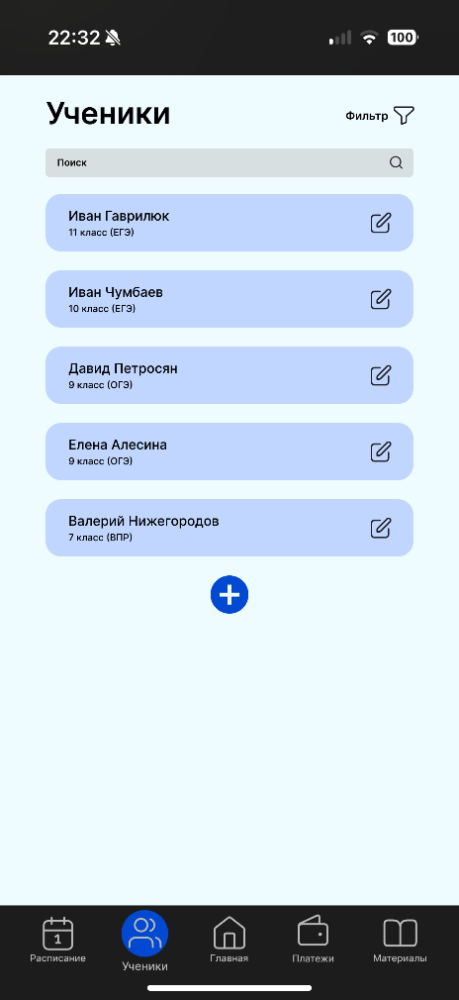 22:32
100
Ученики
Фильтр
Поиск
Иван Гаврилюк
11 класс (ЕГЭ)
Иван Чумбаев
10 класс (ЕГЭ)
Давид Петросян
9 класс (ОГЭ)
Елена Алесина
9 класс (ОГЭ)
Валерий Нижегородов
7 класс (ВПР)
1
Расписание
Ученики
Главная
Платежи
Материалы